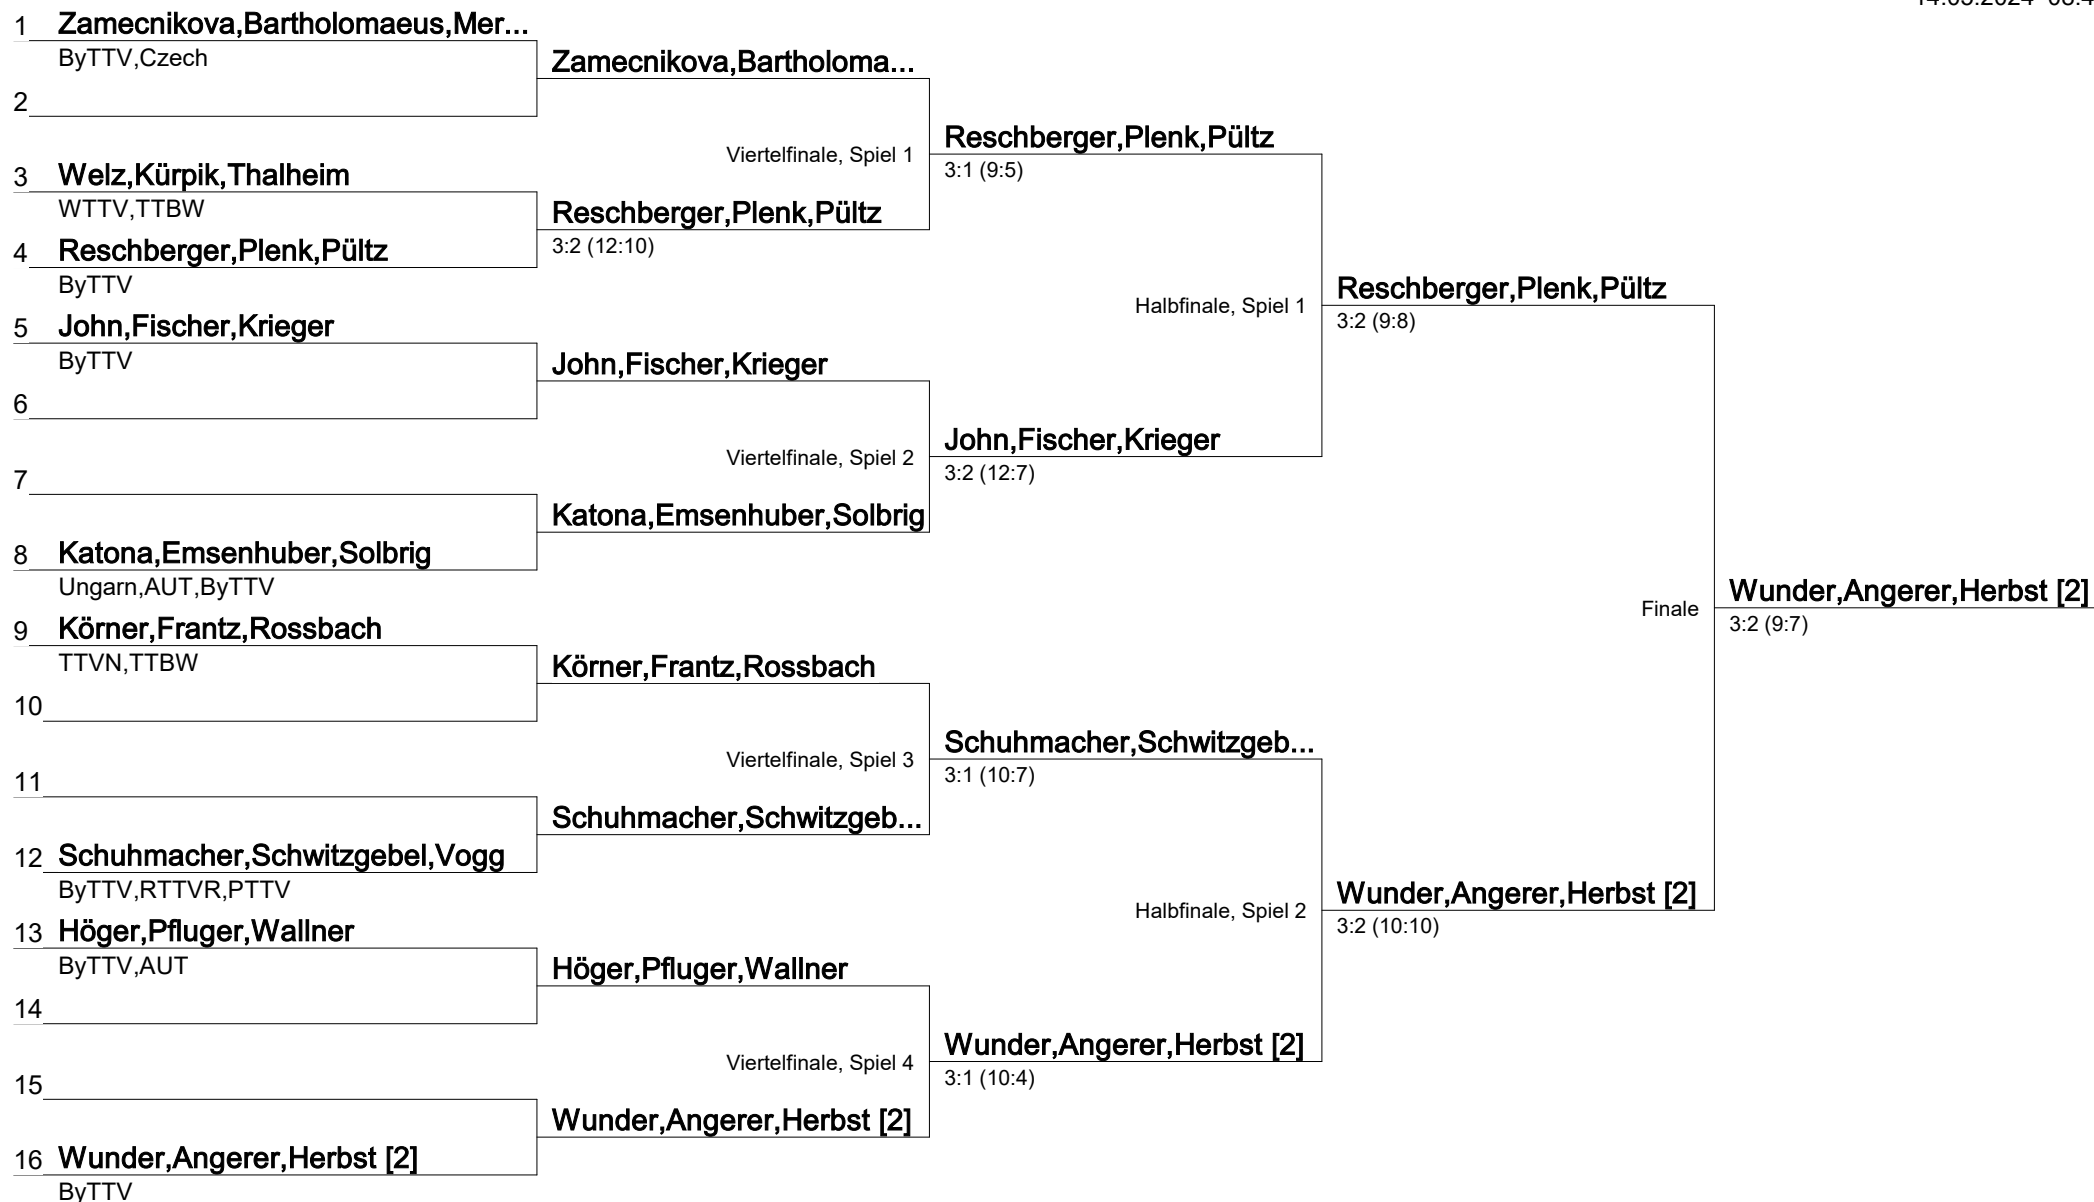 1 Zamecnikova,Bartholomaeus,Mer...
ByTTV,Czech
2
3 Welz,Kürpik,Thalheim
WTTV,TTBW
4 Reschberger,Plenk,Pültz
ByTTV
5 John,Fischer,Krieger
ByTTV
6
7
8 Katona,Emsenhuber,Solbrig
Ungarn,AUT,ByTTV
9 Körner,Frantz,Rossbach
TTVN,TTBW
10
11
12 Schuhmacher,Schwitzgebel,Vogg
ByTTV,RTTVR,PTTV
13 Höger,Pfluger,Wallner
ByTTV,AUT
14
15
16 Wunder,Angerer,Herbst [2]
ByTTV
Zamecnikova,Bartholoma...
Viertelfinale, Spiel 1
Reschberger,Plenk,Pültz
3:2 (12:10)
John,Fischer,Krieger
Viertelfinale, Spiel 2
Katona,Emsenhuber,Solbrig
Körner,Frantz,Rossbach
Viertelfinale, Spiel 3
Schuhmacher,Schwitzgeb...
Höger,Pfluger,Wallner
Viertelfinale, Spiel 4
Wunder,Angerer,Herbst [2]
Reschberger,Plenk,Pültz
3:1 (9:5)
Halbfinale, Spiel 1
John,Fischer,Krieger
3:2 (12:7)
Schuhmacher,Schwitzgeb...
3:1 (10:7)
Halbfinale, Spiel 2
Wunder,Angerer,Herbst [2]
3:1 (10:4)
Reschberger,Plenk,Pültz
3:2 (9:8)
Finale
Wunder,Angerer,Herbst [2]
3:2 (10:10)
Wunder,Angerer,Herbst [2]
3:2 (9:7)